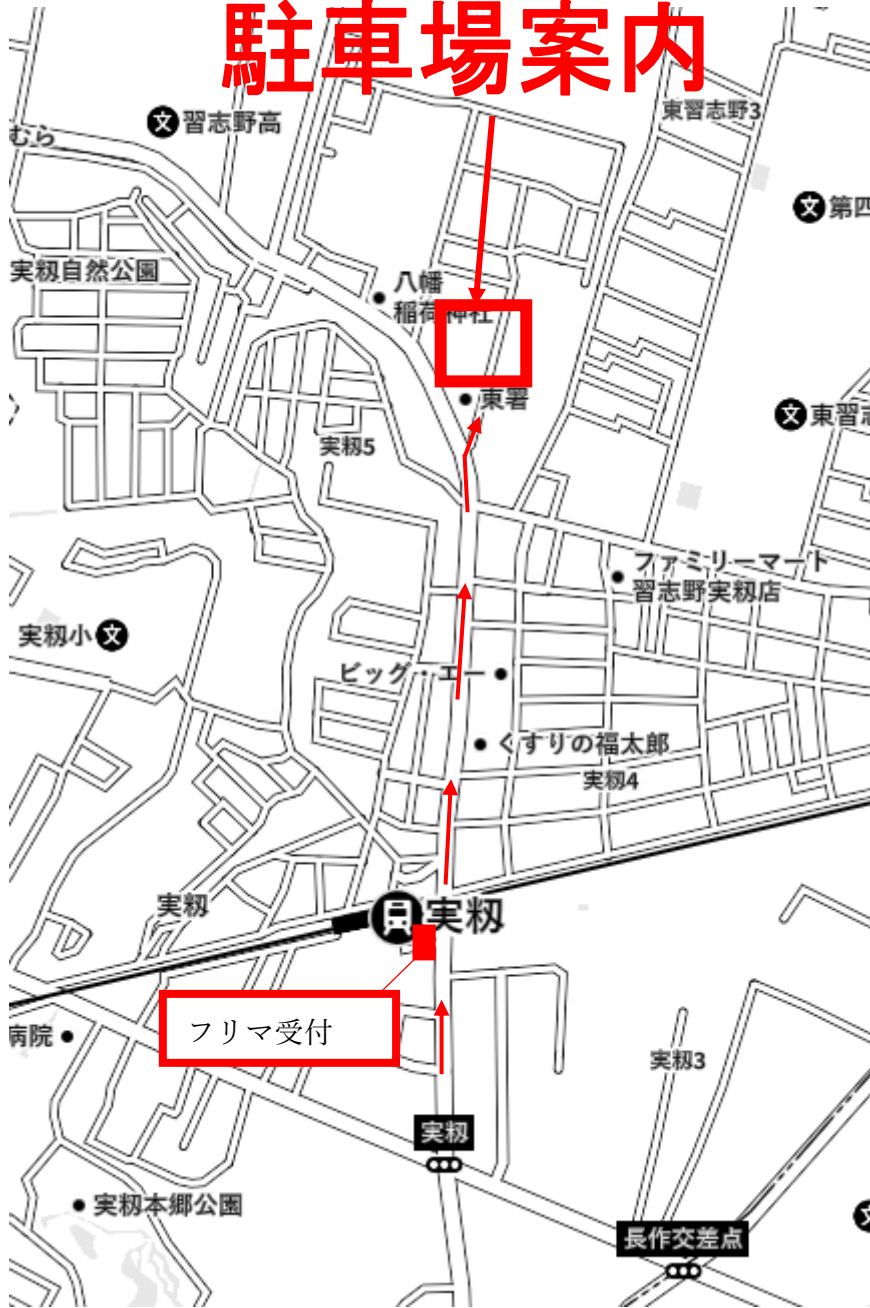 駐車場案内
東習志野3
習志野高
むら
第四
実籾自然公園
八幡
稲荷神社
東署
東習志
実籾5
ファミリーマート
習志野実籾店
実籾小
ビッグ・エー
くすりの福太郎
実籾4
実籾
実籾
フリマ受付
病院
実籾3
実籾
実籾本郷公園
長作交差点